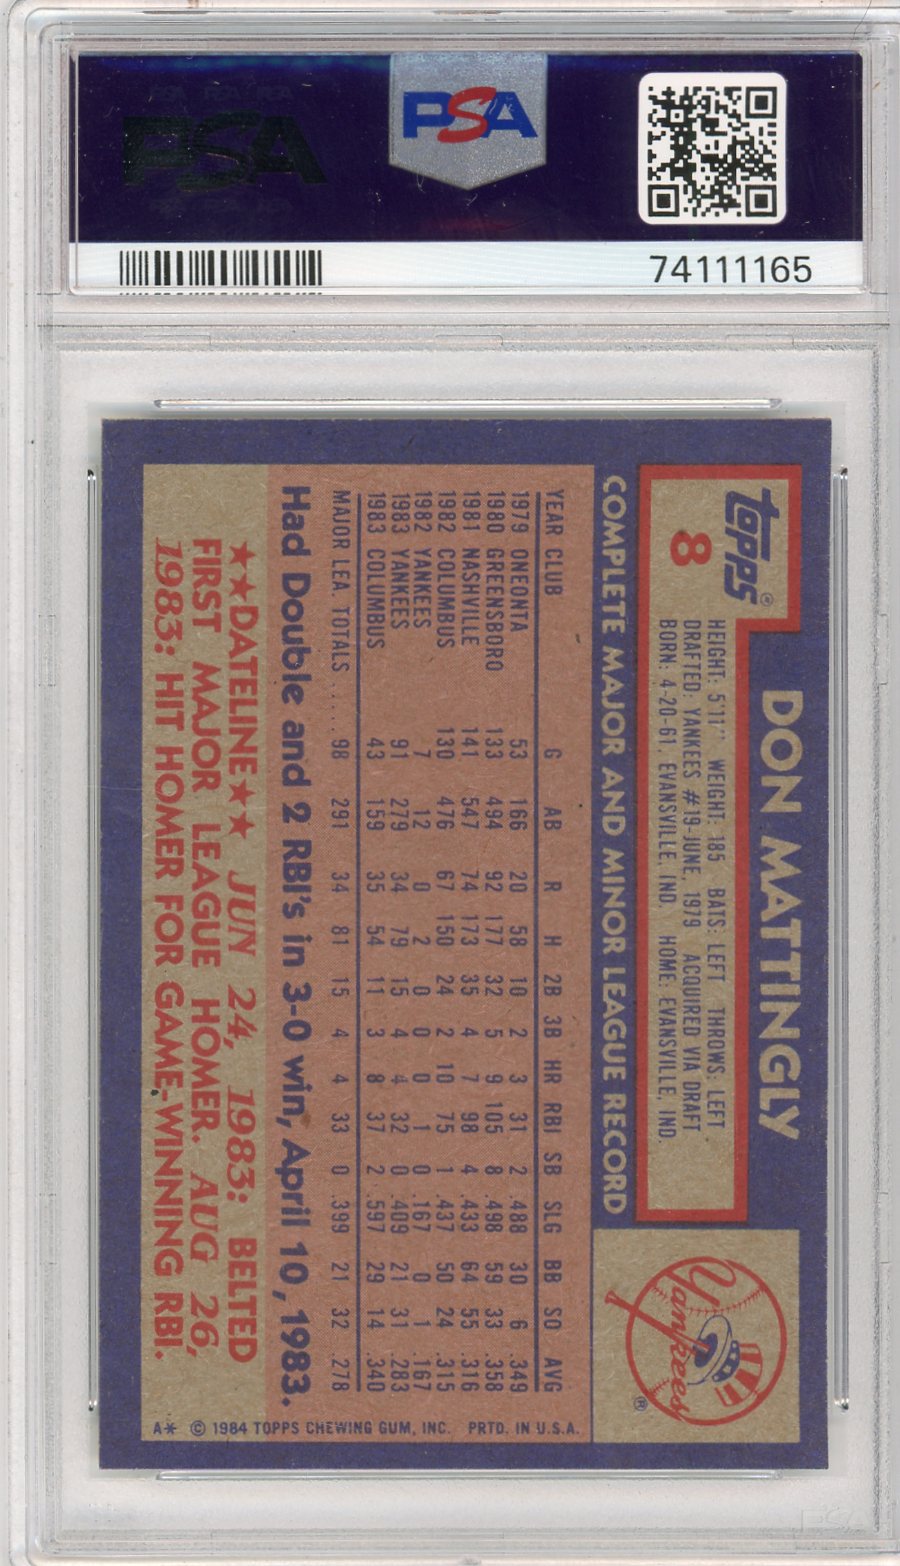 PSA
PSA
74111165
topps®
8
DON MATTINGLY
HEIGHT: 5'11" WEIGHT: 185 BATS: LEFT THROWS: LEFT
DRAFTED: YANKEES #19-JUNE, 1979 ACQUIRED VIA DRAFT
BORN: 4-20-61, EVANSVILLE, IND. HOME: EVANSVILLE, IND.
Yankees®
COMPLETE MAJOR AND MINOR LEAGUE RECORD
YEAR CLUB G AB R H 2B 3B HR RBI SB SLG BB SO AVG
1979 ONEONTA 53 166 20 58 10 2 3 31 2 .488 30 6 .349
1980 GREENSBORO 133 494 92 177 32 5 9 105 8 .498 59 33 .358
1981 NASHVILLE 141 547 74 173 35 4 7 98 4 .433 64 55 .316
1982 COLUMBUS 130 476 67 150 24 2 10 75 1 .437 50 24 .315
1982 YANKEES 7 12 0 2 0 0 0 1 0 .167 0 1 .167
1983 YANKEES 91 279 34 79 15 4 4 32 0 .409 21 31 .283
1983 COLUMBUS 43 159 35 54 11 3 8 37 2 .597 29 14 .340
MAJOR LEA. TOTALS ..... 98 291 34 81 15 4 4 33 0 .399 21 32 .278
Had Double and 2 RBI's in 3-0 win, April 10, 1983.
★★DATELINE★★ JUN 24, 1983: BELTED
FIRST MAJOR LEAGUE HOMER. AUG 26,
1983: HIT HOMER FOR GAME-WINNING RBI.
A* © 1984 TOPPS CHEWING GUM, INC. PRTD. IN U.S.A.
PSA